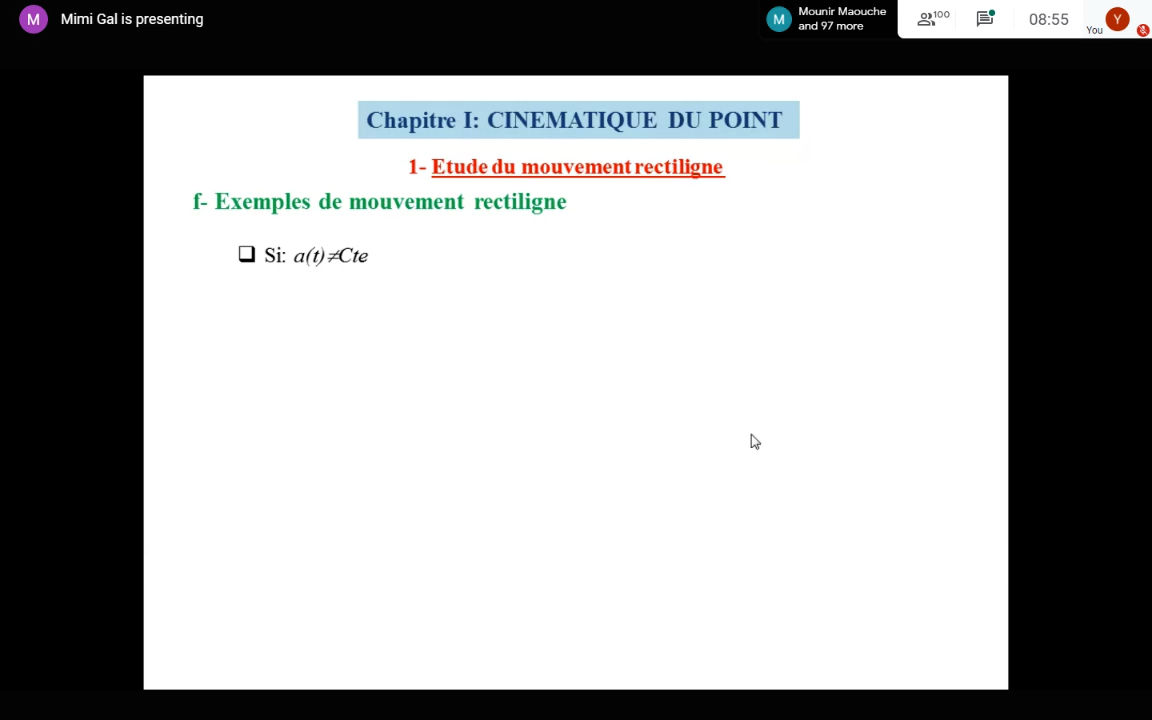 M Mimi Gal is presenting
M Mounir Maouche
and 97 more
100
08:55
You
Y
Chapitre I: CINEMATIQUE DU POINT
1- Etude du mouvement rectiligne
f- Exemples de mouvement rectiligne
❑ Si: a(t)≠Cte